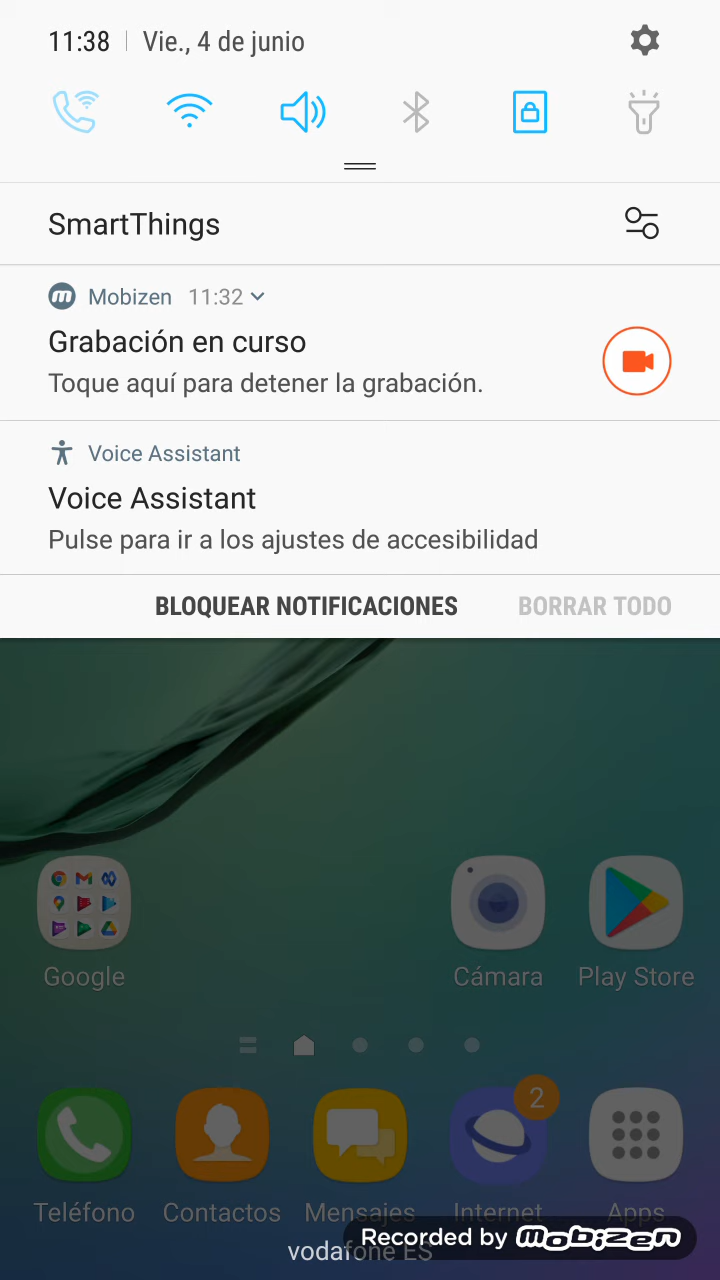 11:38 Vie., 4 de junio
SmartThings
Mobizen 11:32
Grabación en curso
Toque aquí para detener la grabación.
Voice Assistant
Voice Assistant
Pulse para ir a los ajustes de accesibilidad
BLOQUEAR NOTIFICACIONES BORRAR TODO
Google Cámara Play Store
2
Teléfono Contactos Mensajes Internet Apps
vodafone ES
Recorded by mobizen